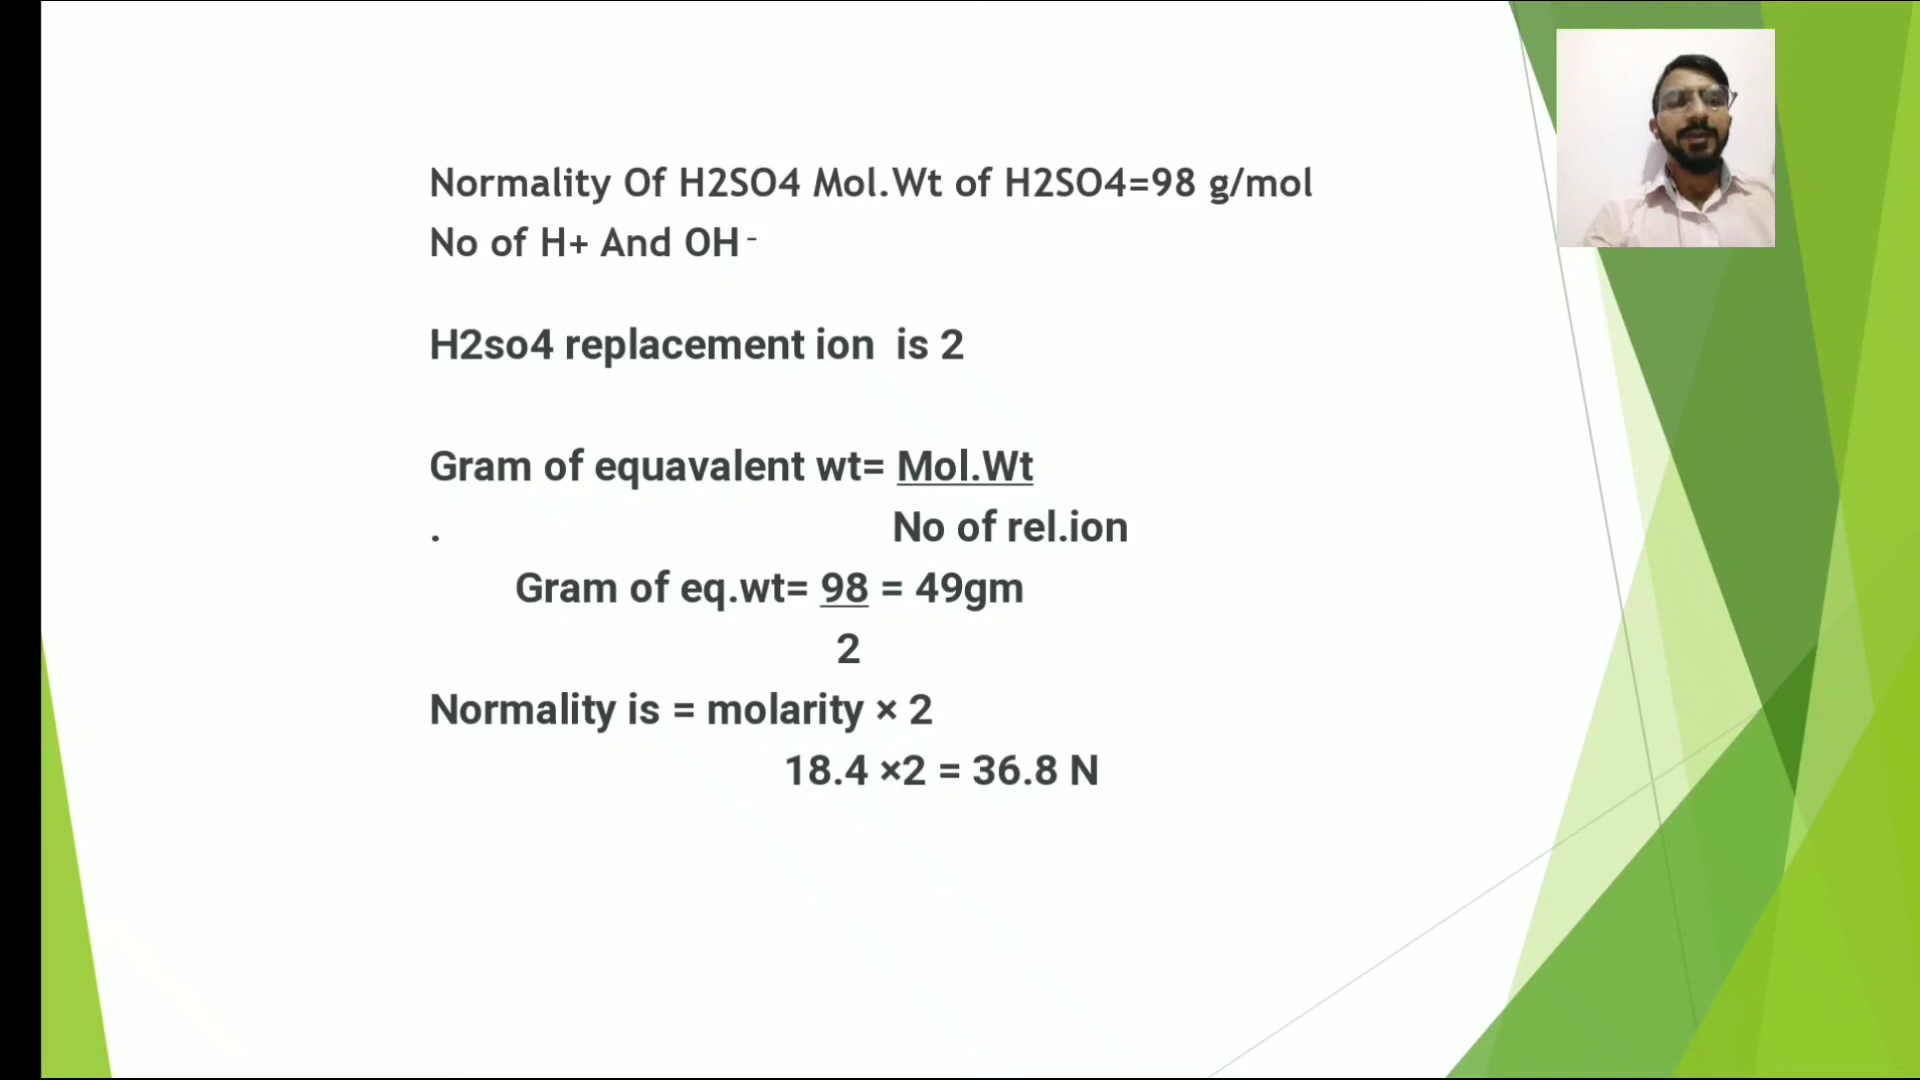 Normality Of H2SO4 Mol.Wt of H2SO4=98 g/mol
No of H+ And OH -
H2so4 replacement ion is 2
Gram of equavalent wt= Mol.Wt
. No of rel.ion
Gram of eq.wt= 98 = 49gm
2
Normality is = molarity × 2
18.4 ×2 = 36.8 N